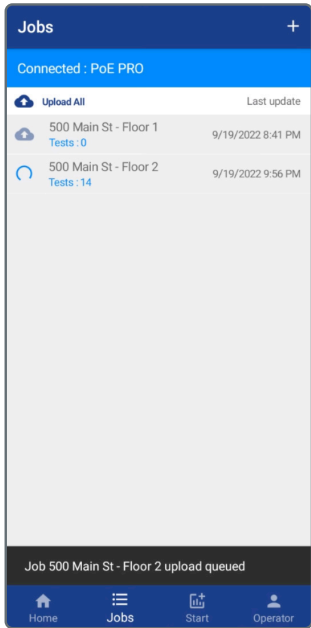 Jobs
+
Connected : PoE PRO
Upload All Last update
500 Main St - Floor 1
Tests : 0 9/19/2022 8:41 PM
500 Main St - Floor 2
Tests : 14 9/19/2022 9:56 PM
Job 500 Main St - Floor 2 upload queued
Home Jobs Start Operator